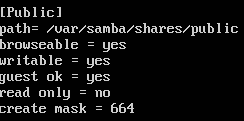 [Public]
path= /var/samba/shares/public
browseable = yes
writable = yes
guest ok = yes
read only = no
create mask = 664